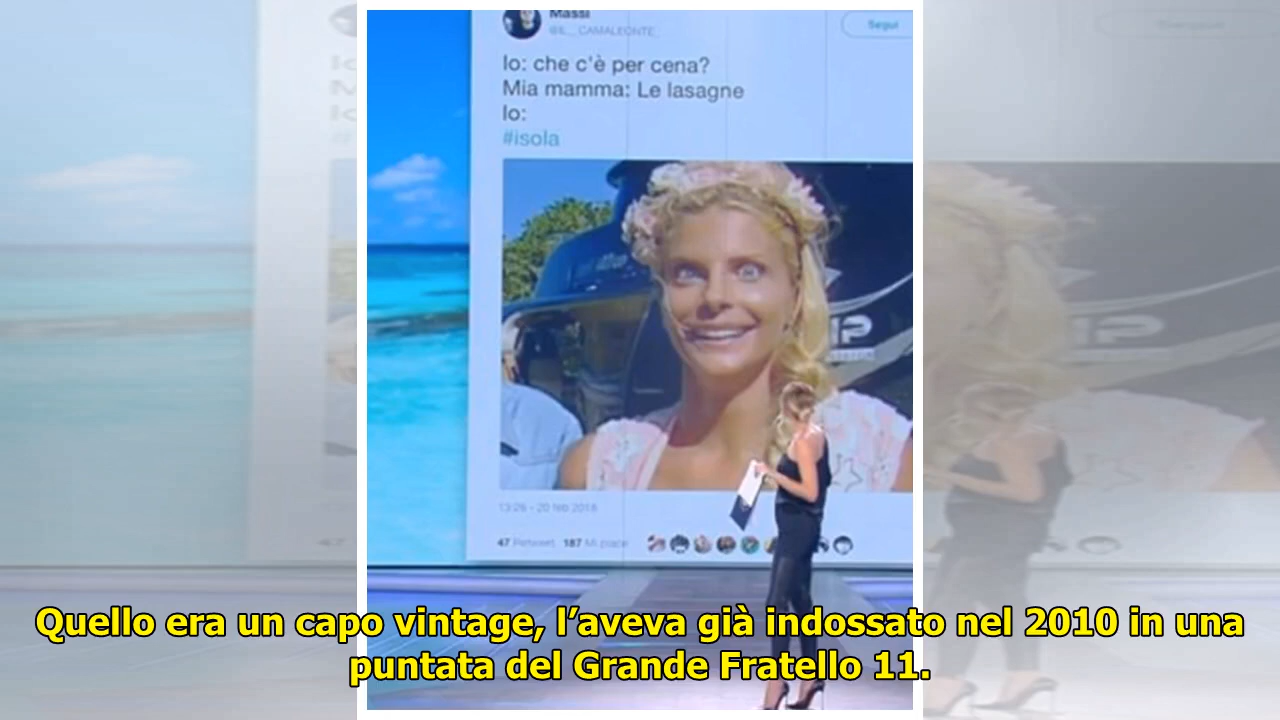 Massi
@IL_CAMALEONTE_
Segui
Io: che c'è per cena?
Mia mamma: Le lasagne
Io:
#isola
13:26 - 20 feb 2018
47 Retweet 187 Mi piace
Quello era un capo vintage, l’aveva già indossato nel 2010 in una
puntata del Grande Fratello 11.